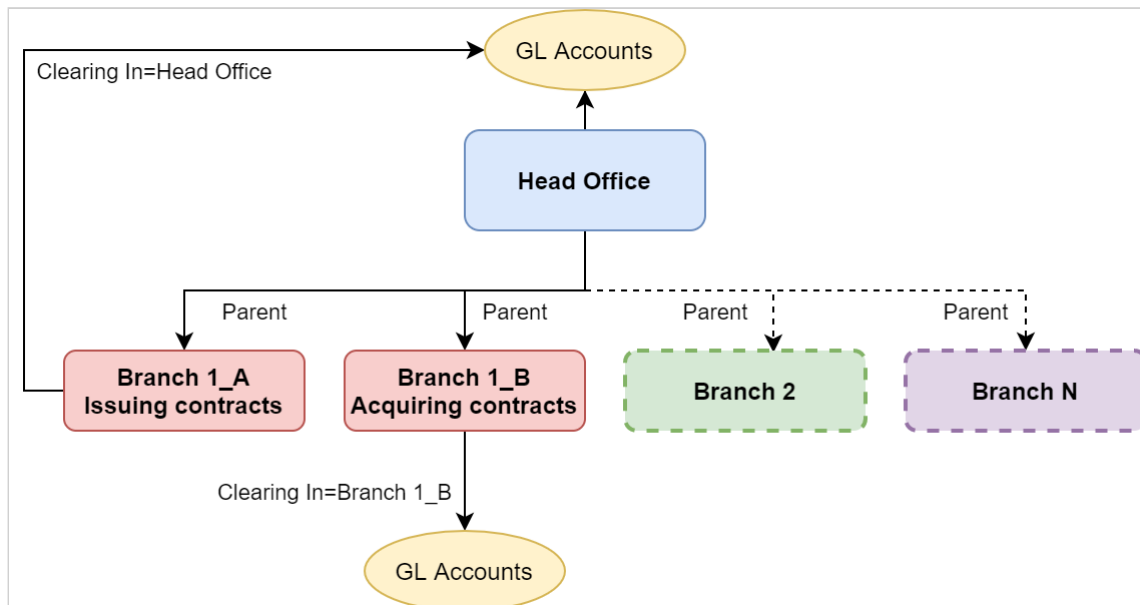 GL Accounts
Clearing In=Head Office
Head Office
Parent
Parent
Parent
Parent
Branch 1_A
Issuing contracts
Branch 1_B
Acquiring contracts
Branch 2
Branch N
Clearing In=Branch 1_B
GL Accounts